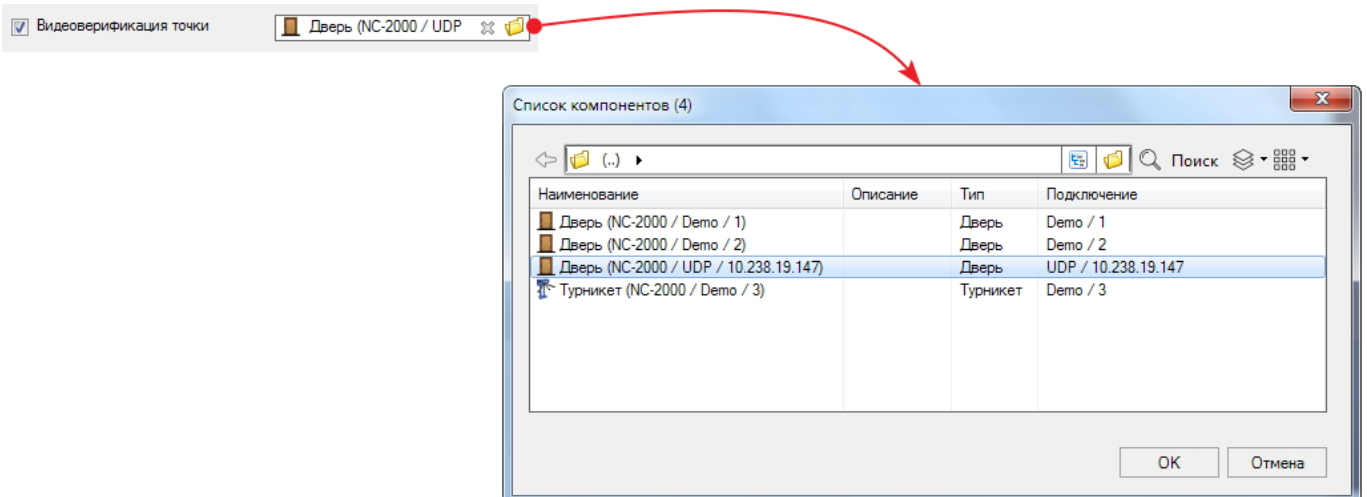 Видеоверификация точки Дверь (NC-2000 / UDP
Список компонентов (4)
(..) Поиск
Наименование Описание Тип Подключение
Дверь (NC-2000 / Demo / 1) Дверь Demo / 1
Дверь (NC-2000 / Demo / 2) Дверь Demo / 2
Дверь (NC-2000 / UDP / 10.238.19.147) Дверь UDP / 10.238.19.147
Турникет (NC-2000 / Demo / 3) Турникет Demo / 3
OK Отмена